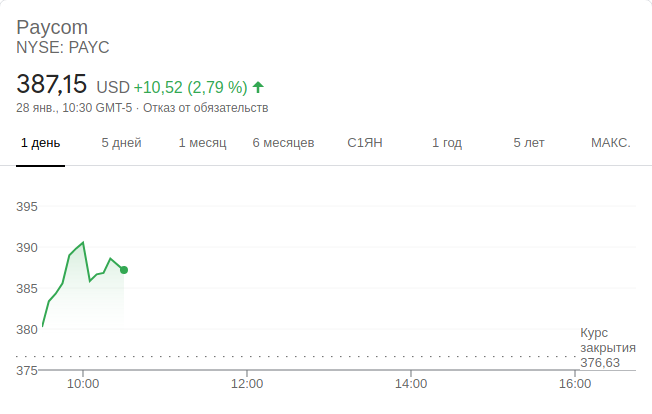 Paycom
NYSE: PAYC
387,15 USD +10,52 (2,79 %)
28 янв., 10:30 GMT-5 · Отказ от обязательств
1 день 5 дней 1 месяц 6 месяцев С1ЯН 1 год 5 лет МАКС.
395
390
385
380
375
Курс
закрытия
376,63
10:00 12:00 14:00 16:00